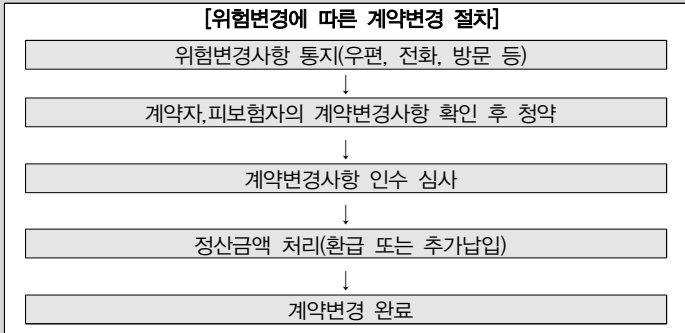 [위험변경에 따른 계약변경 절차]
위험변경사항 통지(우편, 전화, 방문 등)
↓
계약자,피보험자의 계약변경사항 확인 후 청약
↓
계약변경사항 인수 심사
↓
정산금액 처리(환급 또는 추가납입)
↓
계약변경 완료